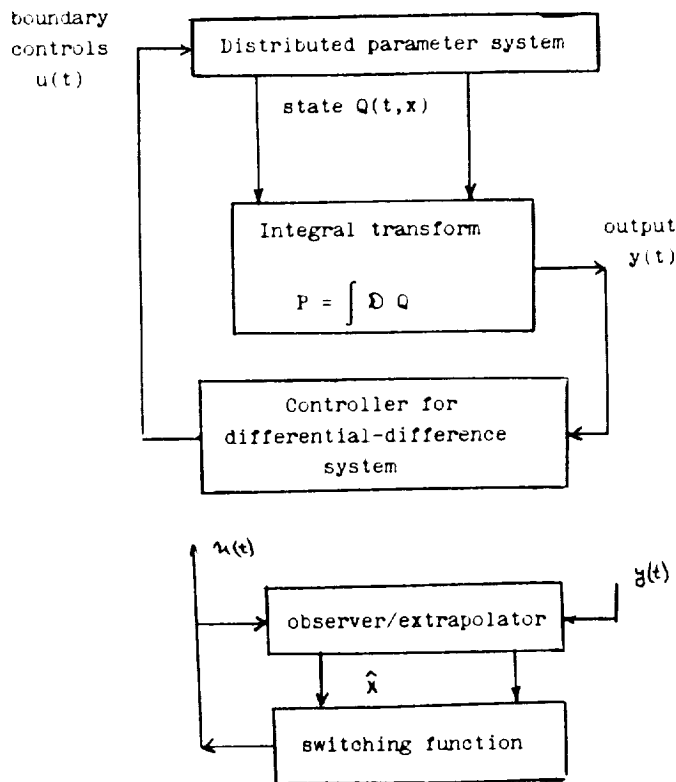 boundary
controls
u(t)
Distributed parameter system
state Q(t,x)
Integral transform
P = ∫ D Q
output
y(t)
Controller for
differential-difference
system
u(t)
y(t)
observer/extrapolator
x̂
switching function